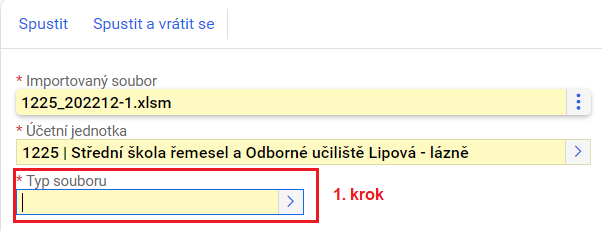 Spustit Spustit a vrátit se
* Importovaný soubor
1225_202212-1.xlsm
* Účetní jednotka
1225 | Střední škola řemesel a Odborné učiliště Lipová - lázně
* Typ souboru
1. krok